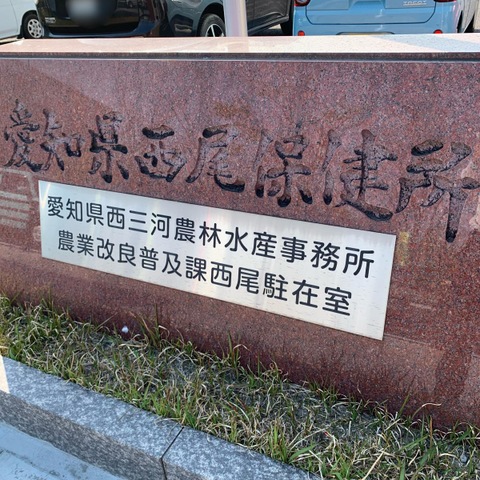 愛知県西尾保健所
愛知県西三河農林水産事務所
農業改良普及課西尾駐在室